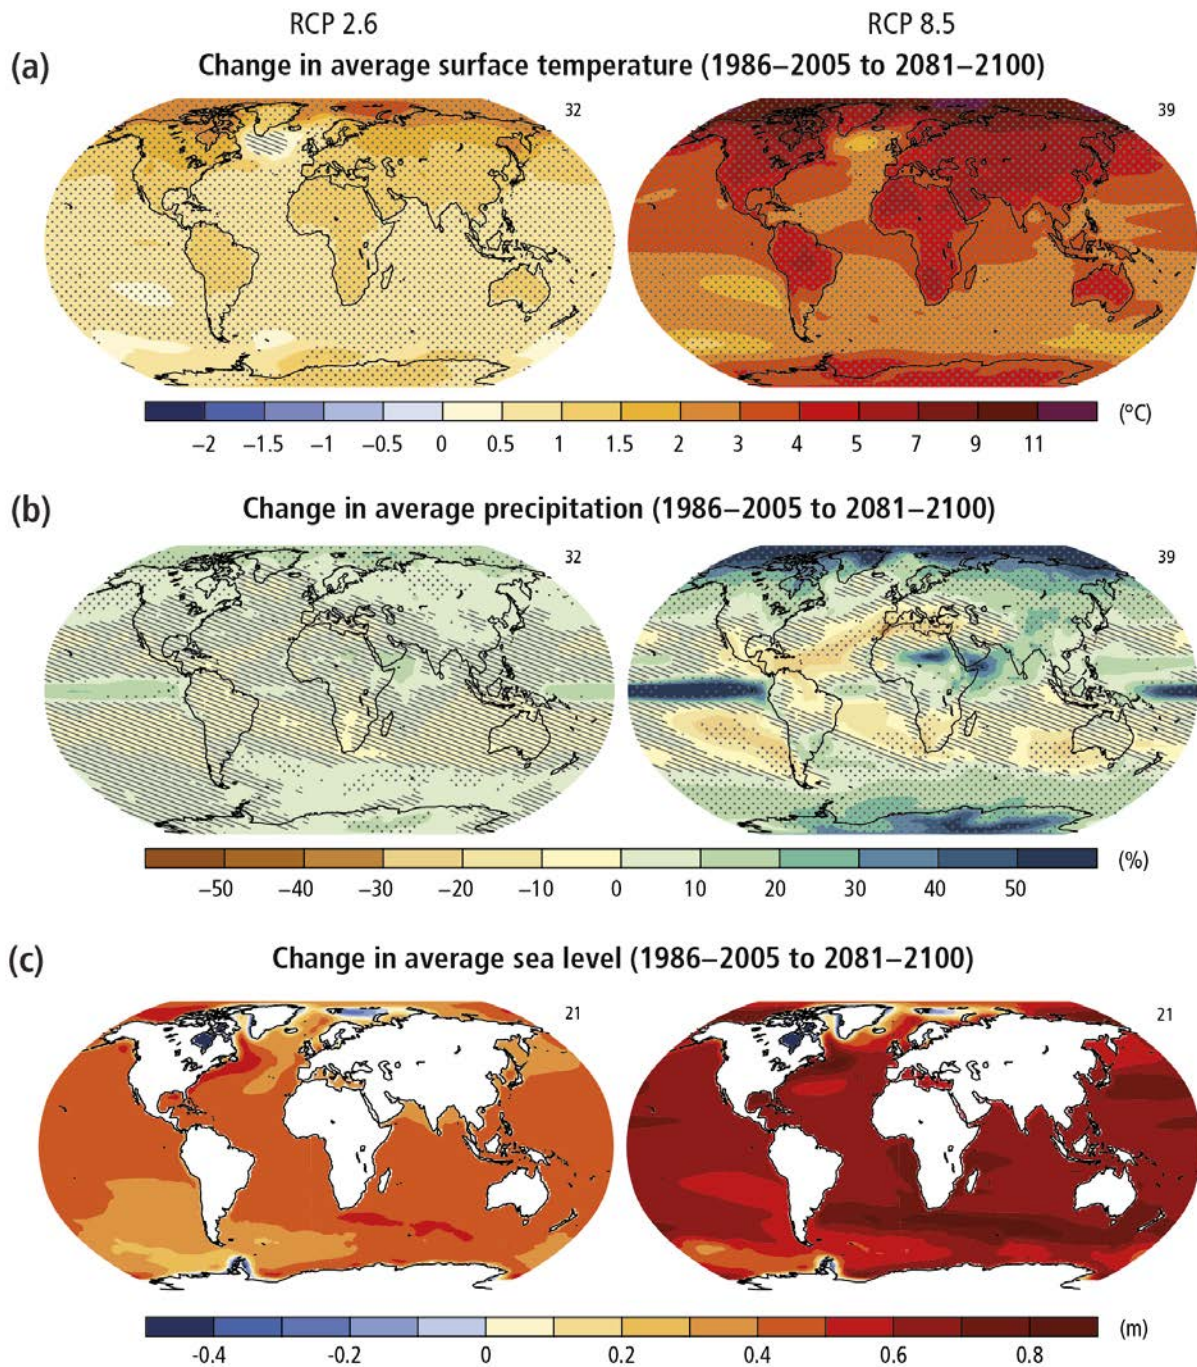 RCP 2.6 RCP 8.5
(a) Change in average surface temperature (1986–2005 to 2081–2100)
32 39
(°C)
−2 −1.5 −1 −0.5 0 0.5 1 1.5 2 3 4 5 7 9 11
(b) Change in average precipitation (1986–2005 to 2081–2100)
32 39
(%)
−50 −40 −30 −20 −10 0 10 20 30 40 50
(c) Change in average sea level (1986–2005 to 2081–2100)
21 21
(m)
-0.4 -0.2 0 0.2 0.4 0.6 0.8